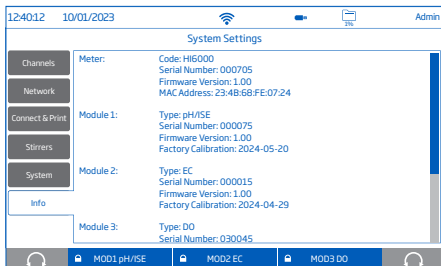 12:40:12 10/01/2023 1% Admin
System Settings
Channels
Network
Connect & Print
Stirrers
System
Info
Meter: Code: HI6000
Serial Number: 000705
Firmware Version: 1.00
MAC Address: 23:4B:68:FE:07:24
Module 1: Type: pH/ISE
Serial Number: 000075
Firmware Version: 1.00
Factory Calibration: 2024-05-20
Module 2: Type: EC
Serial Number: 000015
Firmware Version: 1.00
Factory Calibration: 2024-04-29
Module 3: Type: DO
Serial Number: 030045
MOD1 pH/ISE MOD2 EC MOD3 DO